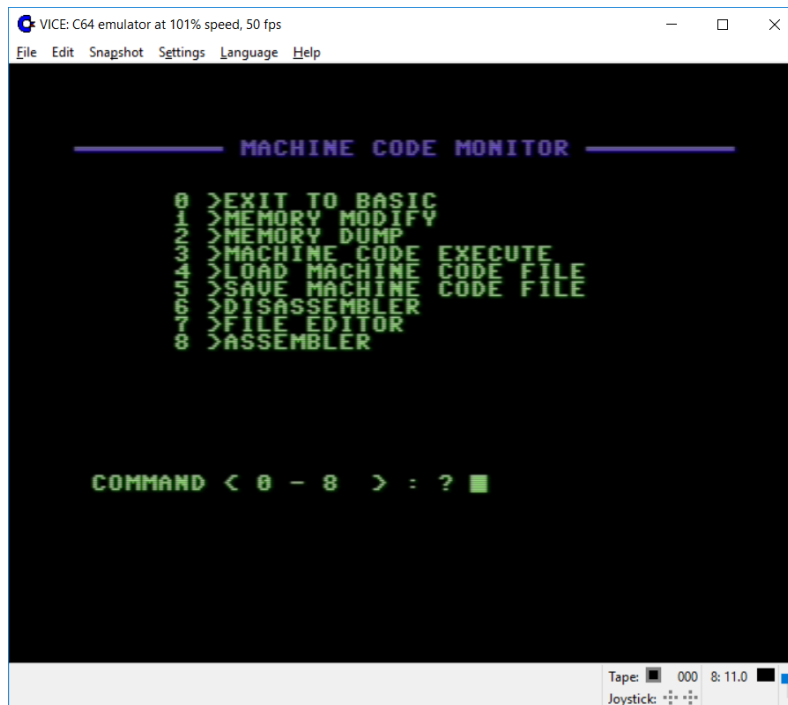 VICE: C64 emulator at 101% speed, 50 fps
File Edit Snapshot Settings Language Help
MACHINE CODE MONITOR
0 >EXIT TO BASIC
1 >MEMORY MODIFY
2 >MEMORY DUMP
3 >MACHINE CODE EXECUTE
4 >LOAD MACHINE CODE FILE
5 >SAVE MACHINE CODE FILE
6 >DISASSEMBLER
7 >FILE EDITOR
8 >ASSEMBLER
COMMAND < 0 - 8 > : ?
Tape: 000 8: 11.0
Joystick: